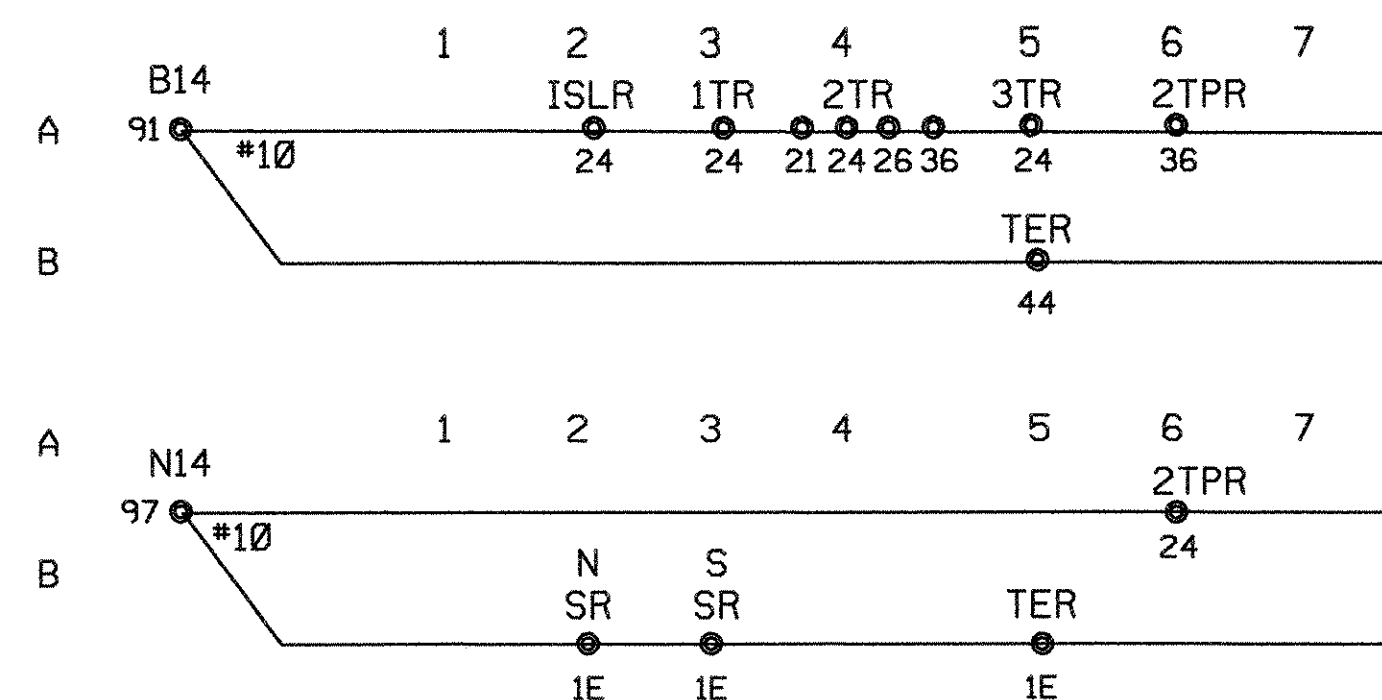 1 2 3 4 5 6 7
B14 ISLR 1TR 2TR 3TR 2TPR
A 91 #10 24 24 21 24 26 36 24 36
TER
B
44
1 2 3 4 5 6 7
A
N14 2TPR
97 #10 24
B N S
SR SR TER
1E 1E 1E